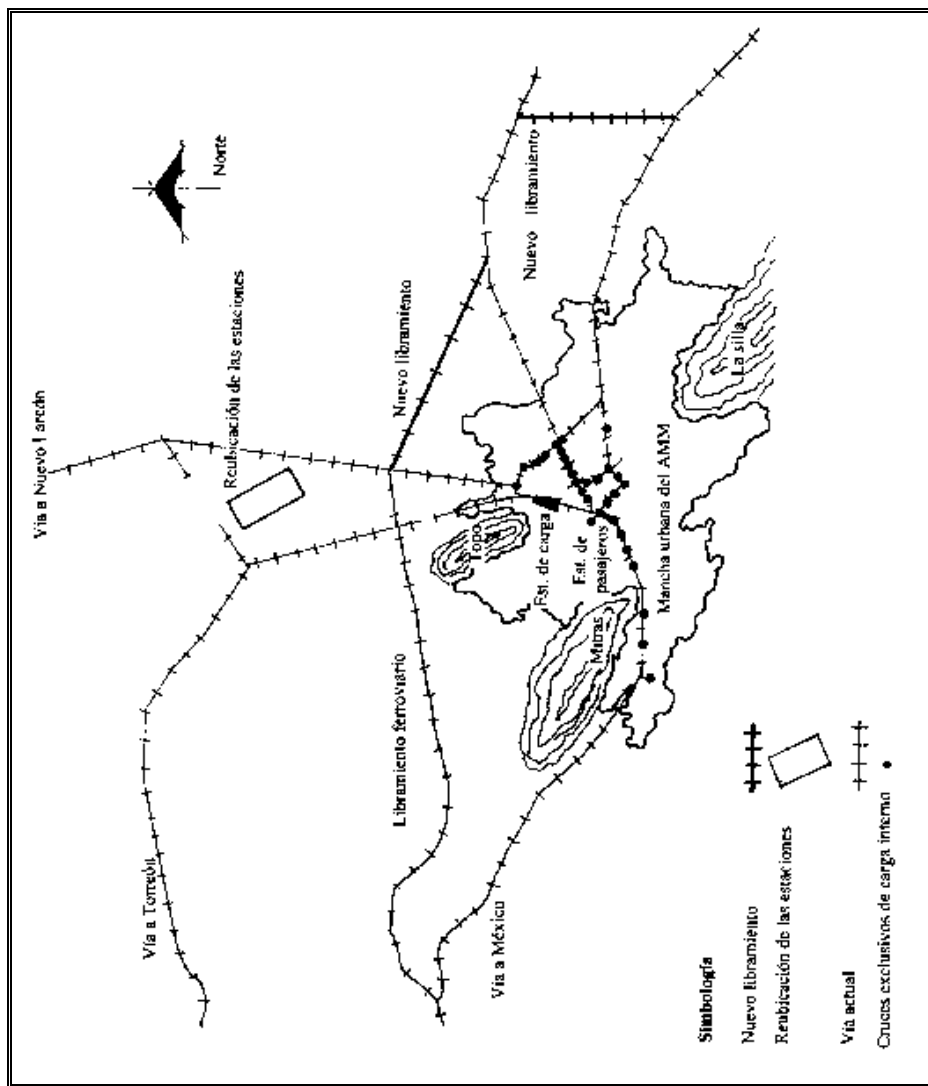 Norte
Vía a Nuevo Laredo
Reubicación de las estaciones
Nuevo libramiento
Nuevo libramiento
Vía a Torreón
Libramiento ferroviario
Vía a México
Topo
Est. de carga
Est. de
pasajeros
Mitras
Mancha urbana del AMM
La silla
Simbología
Nuevo libramiento
Reubicación de las estaciones
Vía actual
Cruces exclusivos de carga interno